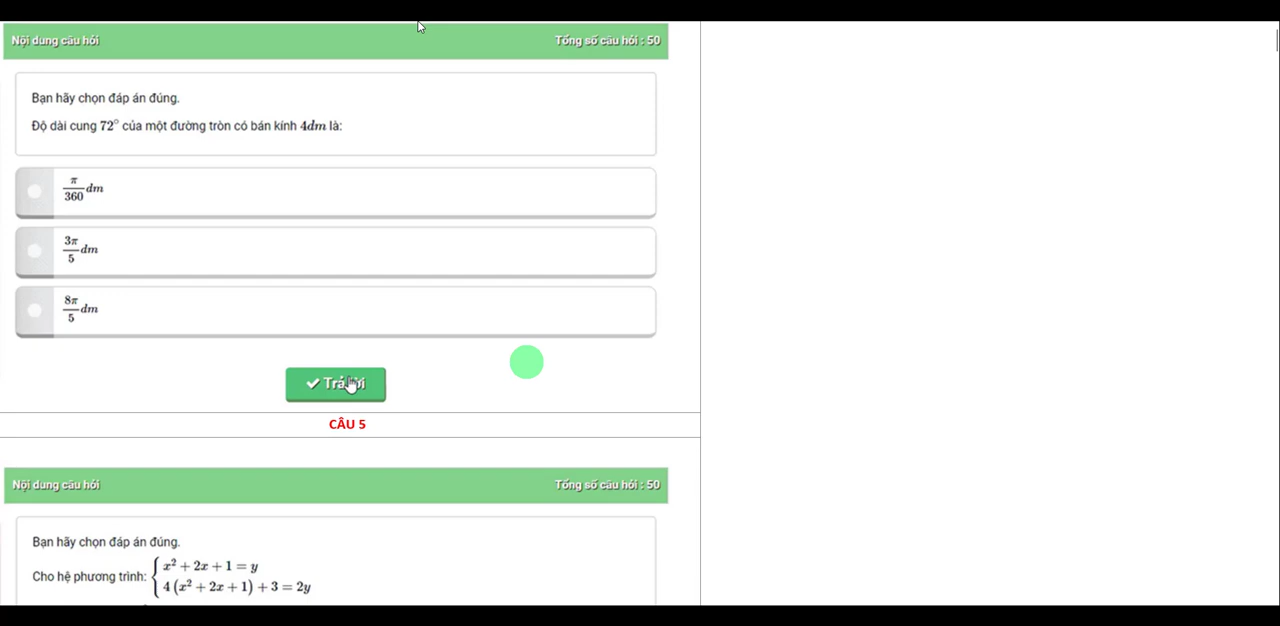 Nội dung câu hỏi
Tổng số câu hỏi : 50
Bạn hãy chọn đáp án đúng.
Độ dài cung 72° của một đường tròn có bán kính 4dm là:
π/360 dm
3π/5 dm
8π/5 dm
Trả lời
CÂU 5
Nội dung câu hỏi
Tổng số câu hỏi : 50
Bạn hãy chọn đáp án đúng.
Cho hệ phương trình: { x² + 2x + 1 = y
4(x² + 2x + 1) + 3 = 2y